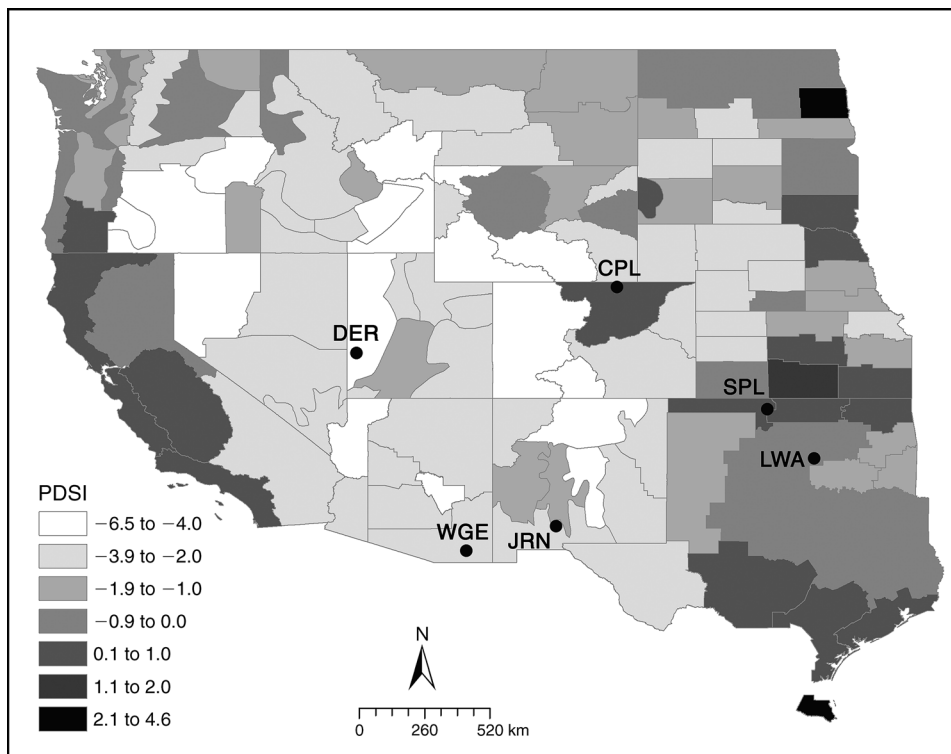 CPL
DER
SPL
LWA
WGE
JRN
PDSI
−6.5 to −4.0
−3.9 to −2.0
−1.9 to −1.0
−0.9 to 0.0
0.1 to 1.0
1.1 to 2.0
2.1 to 4.6
N
0 260 520 km